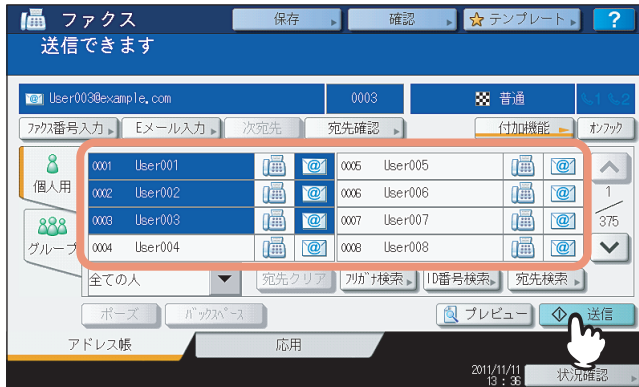 ファクス 保存 確認 テンプレート ?
送信できます
@ User003@example.com 0003 普通 1 2
ファクス番号入力 Eメール入力 次宛先 宛先確認 付加機能 オンフック
個人用
グループ
0001 User001 @ 0005 User005 @
0002 User002 @ 0006 User006 @
0003 User003 @ 0007 User007 @
0004 User004 @ 0008 User008 @
1
375
全ての人 宛先クリア フリガナ検索 ID番号検索 宛先検索
ポーズ バックスペース プレビュー 送信
アドレス帳 応用
2011/11/11
13:36 状況確認